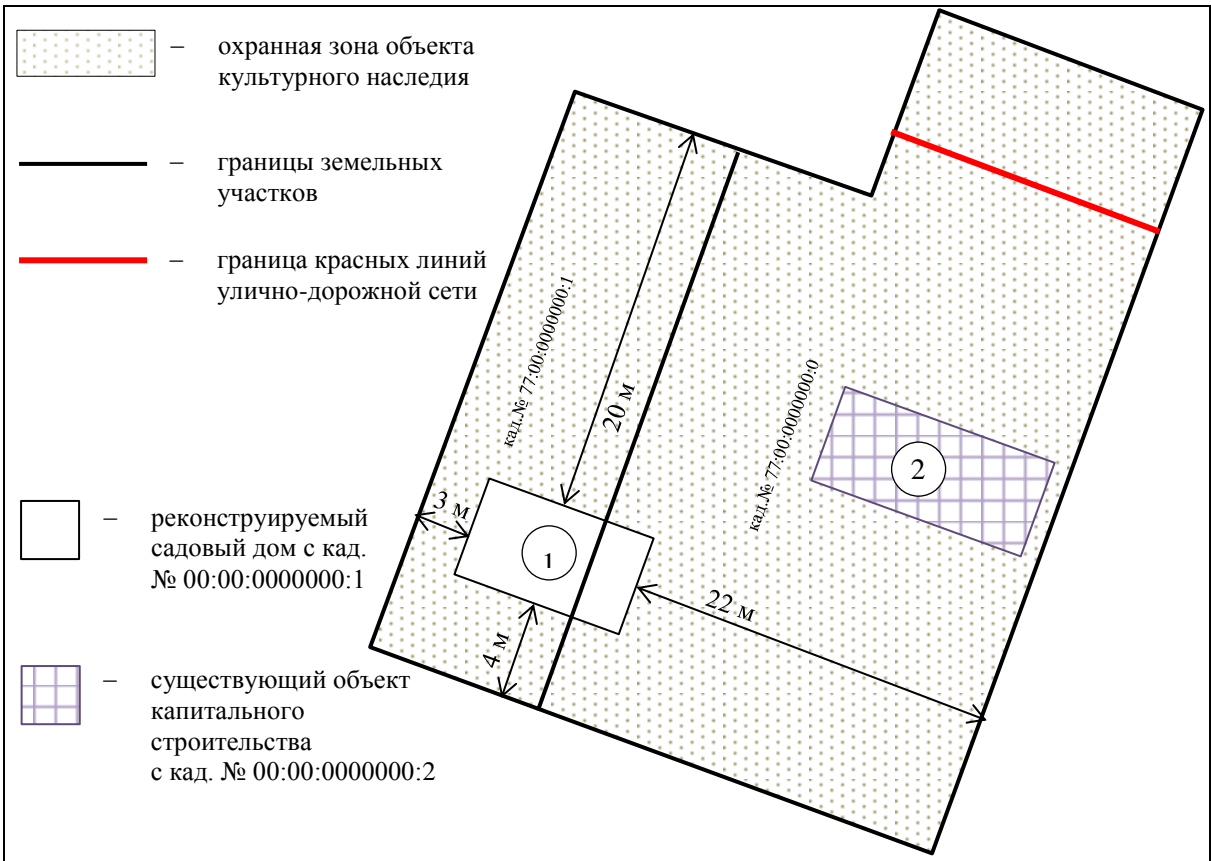 – охранная зона объекта
культурного наследия
– границы земельных
участков
– граница красных линий
улично-дорожной сети
– реконструируемый
садовый дом с кад.
№ 00:00:0000000:1
– существующий объект
капитального
строительства
с кад. № 00:00:0000000:2
кад.№ 77:00:0000000:1
20 м
кад.№ 77:00:0000000:0
2
3 м
1
22 м
4 м